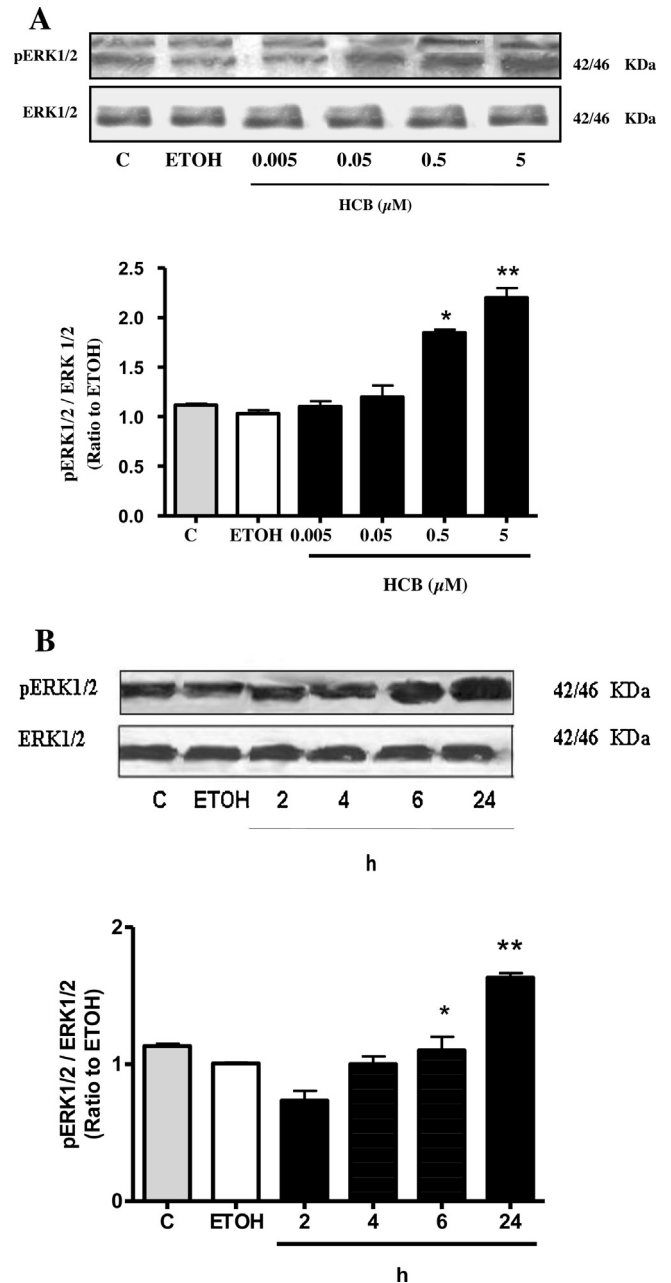 A
pERK1/2 42/46 KDa
ERK1/2 42/46 KDa
C ETOH 0.005 0.05 0.5 5
HCB (µM)
pERK1/2 / ERK 1/2
(Ratio to ETOH)
2.5
2.0
1.5
1.0
0.5
0.0
* **
C ETOH 0.005 0.05 0.5 5
HCB (µM)
B
pERK1/2 42/46 KDa
ERK1/2 42/46 KDa
C ETOH 2 4 6 24
h
pERK1/2 / ERK1/2
(Ratio to ETOH)
2
1
0
* **
C ETOH 2 4 6 24
h